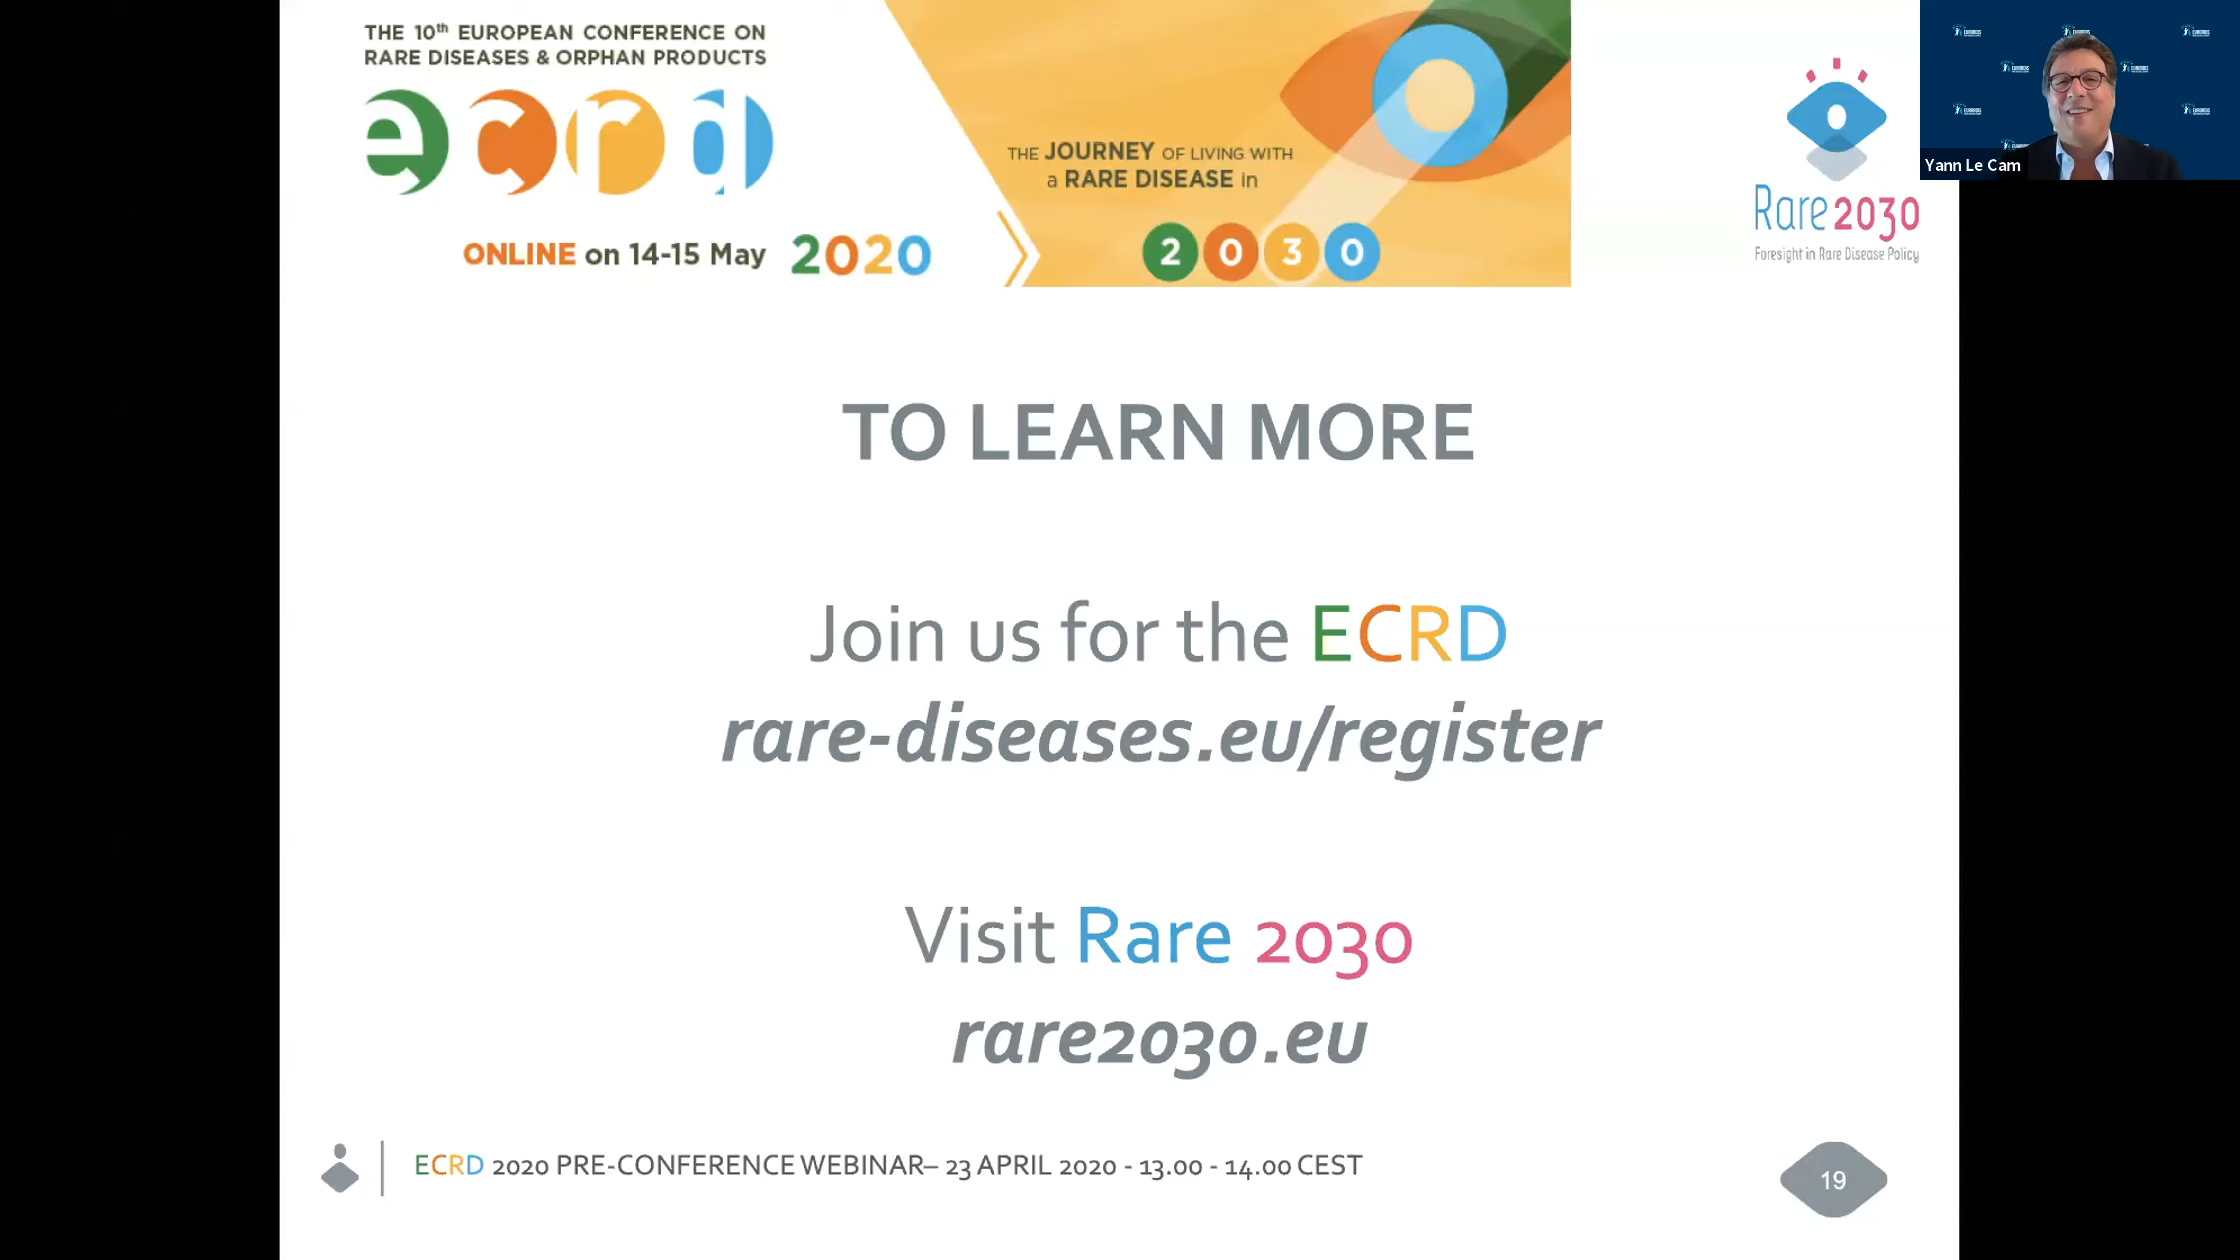 THE 10th EUROPEAN CONFERENCE ON
RARE DISEASES & ORPHAN PRODUCTS
ecrd
ONLINE on 14-15 May 2020
THE JOURNEY OF LIVING WITH
a RARE DISEASE in
2030
Rare2030
Foresight in Rare Disease Policy
Yann Le Cam
TO LEARN MORE
Join us for the ECRD
rare-diseases.eu/register
Visit Rare 2030
rare2030.eu
ECRD 2020 PRE-CONFERENCE WEBINAR– 23 APRIL 2020 - 13.00 - 14.00 CEST
19